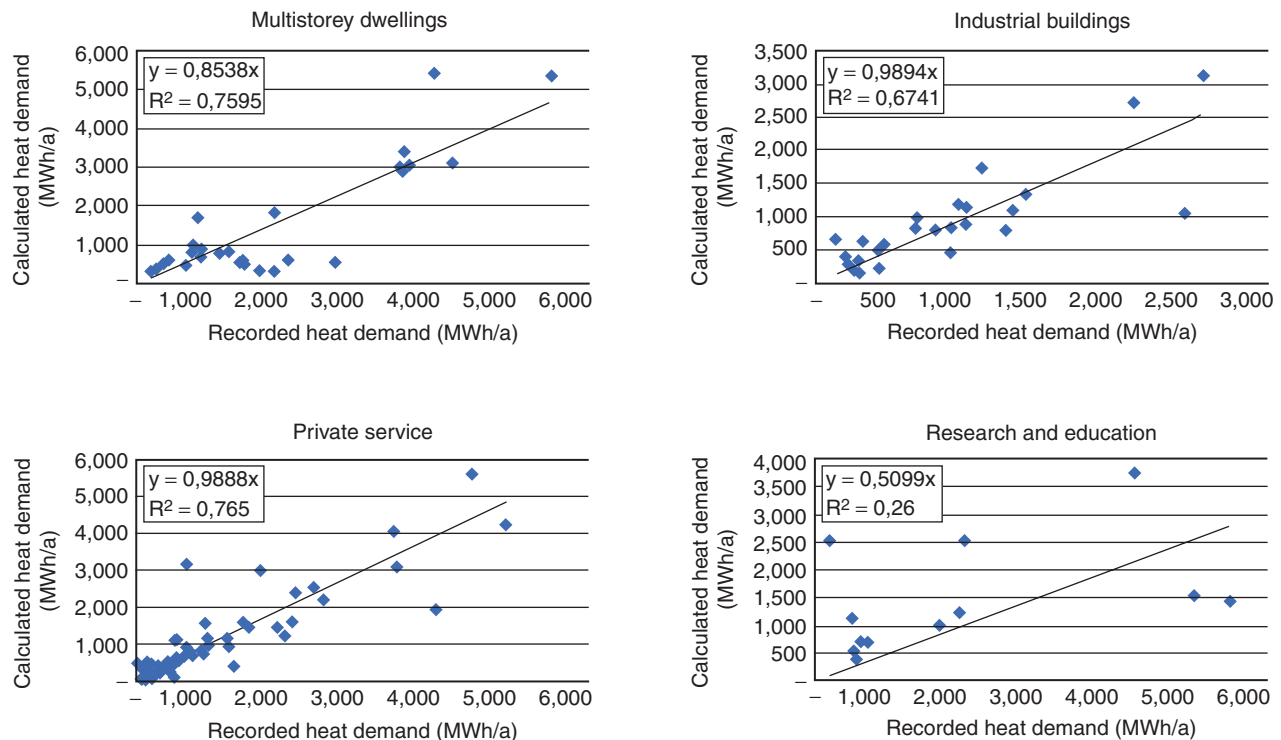 Multistorey dwellings
Calculated heat demand
(MWh/a)
6,000
5,000
4,000
3,000
2,000
1,000
–
y = 0,8538x
R² = 0,7595
– 1,000 2,000 3,000 4,000 5,000 6,000
Recorded heat demand (MWh/a)
Industrial buildings
Calculated heat demand
(MWh/a)
3,500
3,000
2,500
2,000
1,500
1,000
500
–
y = 0,9894x
R² = 0,6741
– 500 1,000 1,500 2,000 2,500 3,000
Recorded heat demand (MWh/a)
Private service
Calculated heat demand
(MWh/a)
6,000
5,000
4,000
3,000
2,000
1,000
–
y = 0,9888x
R² = 0,765
– 1,000 2,000 3,000 4,000 5,000 6,000
Recorded heat demand (MWh/a)
Research and education
Calculated heat demand
(MWh/a)
4,000
3,500
3,000
2,500
2,000
1,500
1,000
500
–
y = 0,5099x
R² = 0,26
– 1,000 2,000 3,000 4,000 5,000 6,000
Recorded heat demand (MWh/a)